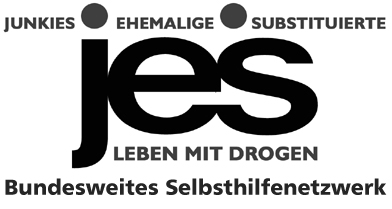 JUNKIES EHEMALIGE SUBSTITUIERTE
jes
LEBEN MIT DROGEN
Bundesweites Selbsthilfenetzwerk